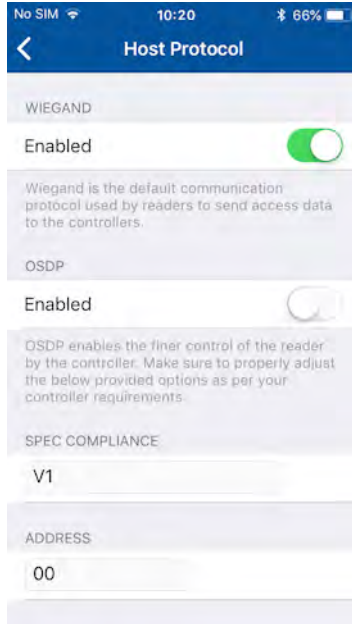 No SIM 10:20 66%
Host Protocol
WIEGAND
Enabled
Wiegand is the default communication
protocol used by readers to send access data
to the controllers.
OSDP
Enabled
OSDP enables the finer control of the reader
by the controller. Make sure to properly adjust
the below provided options as per your
controller requirements.
SPEC COMPLIANCE
V1
ADDRESS
00